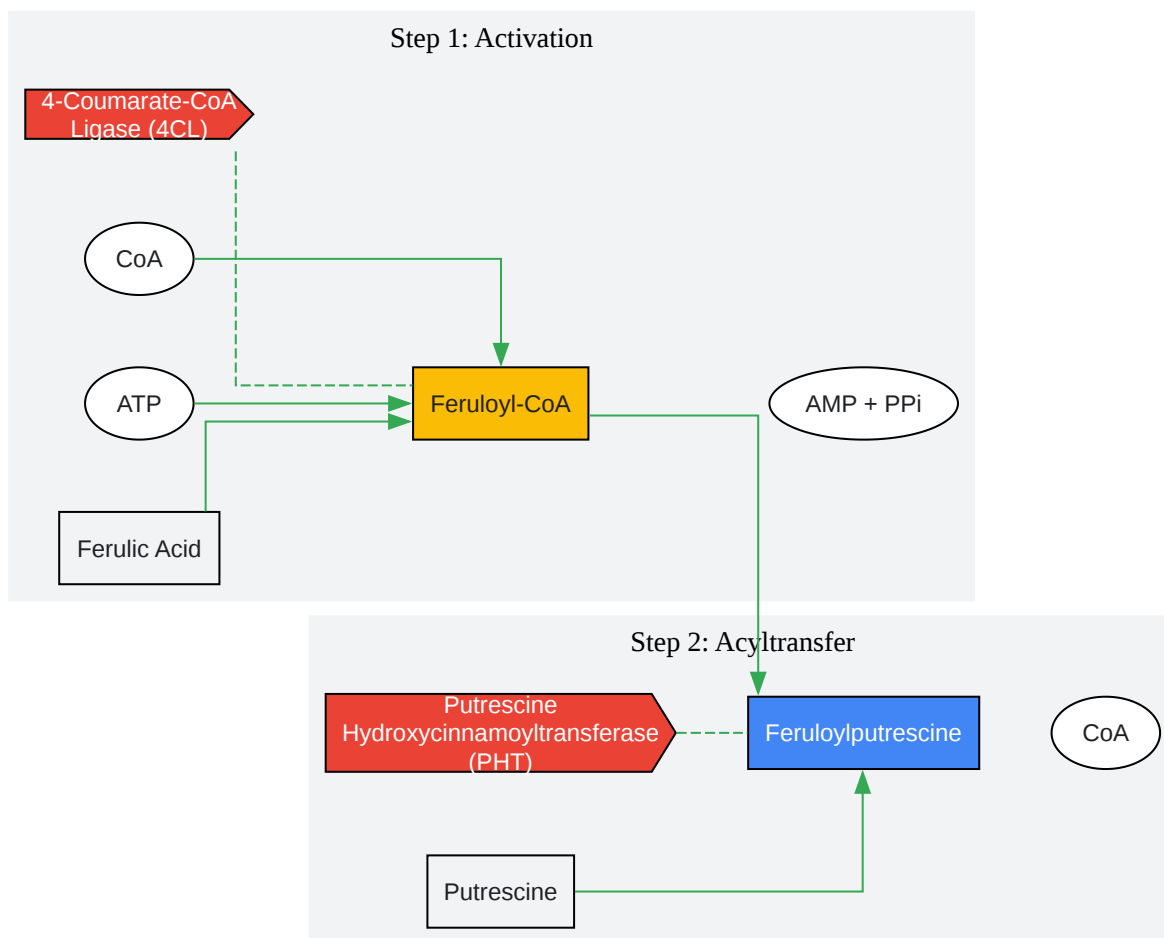 Step 1: Activation
4-Coumarate-CoA
Ligase (4CL)
CoA
ATP
Feruloyl-CoA
AMP + PPi
Ferulic Acid
Step 2: Acyltransfer
Putrescine
Hydroxycinnamoyltransferase
(PHT)
Feruloylputrescine
CoA
Putrescine